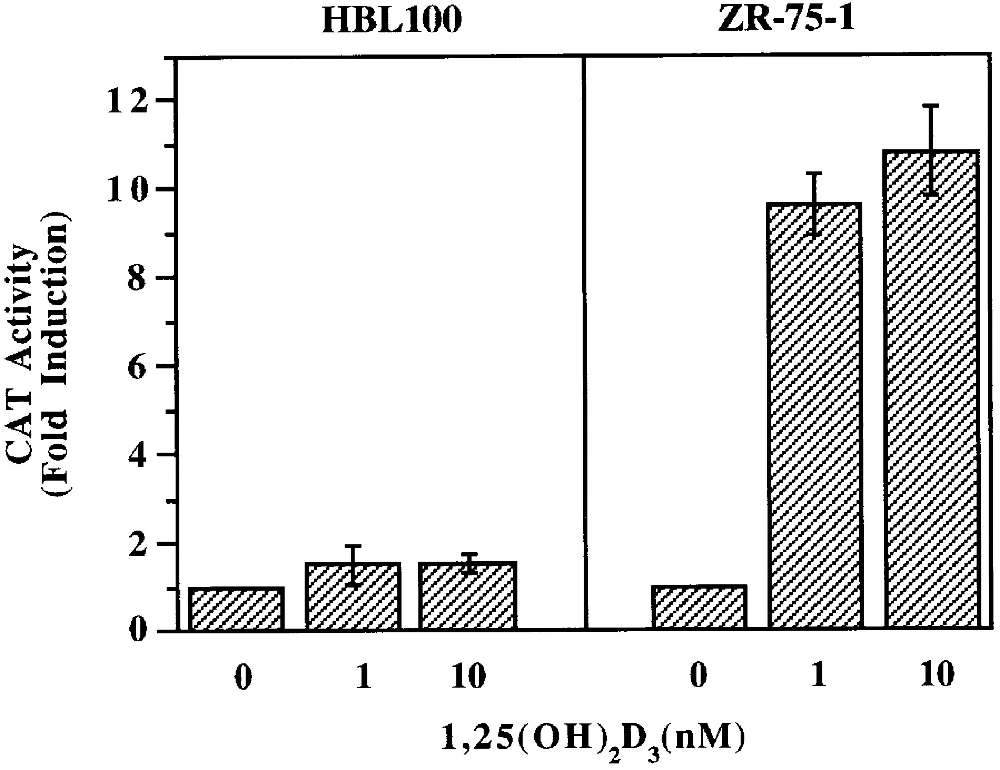 HBL100 ZR-75-1
12
10
8
6
4
2
0
CAT Activity
(Fold Induction)
0 1 10 0 1 10
1,25(OH)2D3(nM)